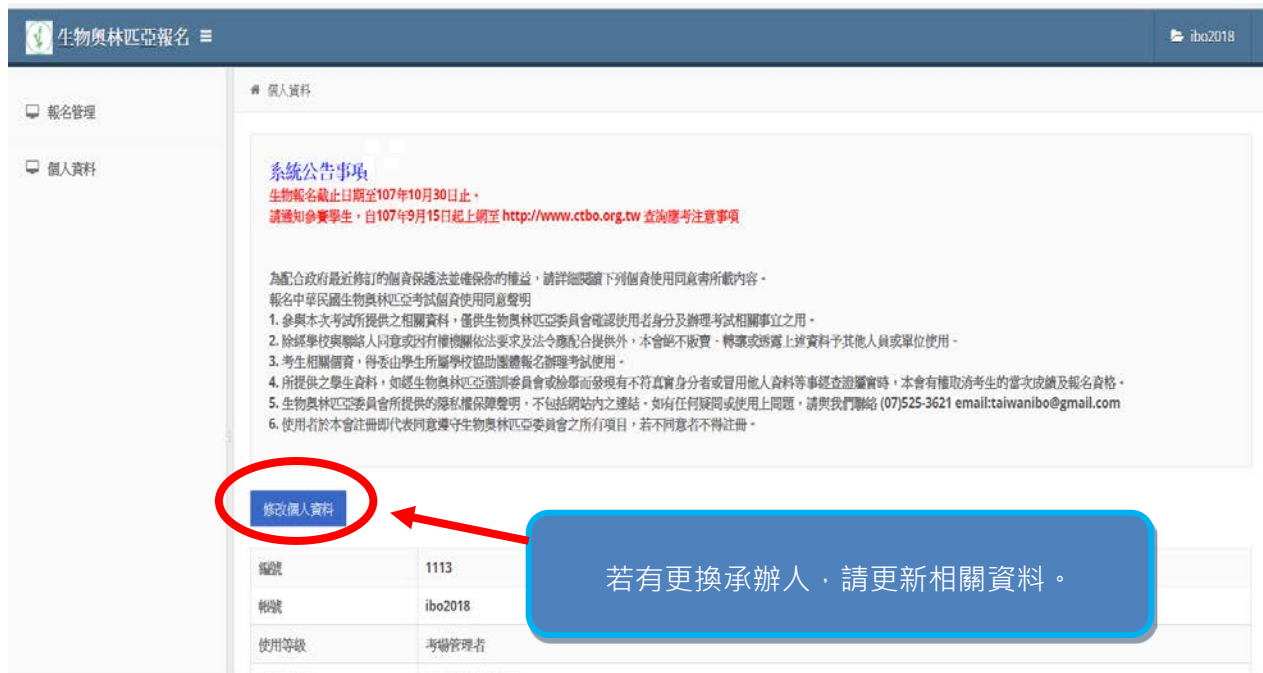 生物奧林匹亞報名
ibo2018
報名管理
個人資料
個人資料
系統公告事項
生物報名截止日期至107年10月30日止。
請通知參賽學生，自107年9月15日起上網至 http://www.ctbo.org.tw 查詢應考注意事項
為配合政府最近修訂的個資保護法並確保你的權益，請詳細閱讀下列個資使用同意書所載內容。
報名中華民國生物奧林匹亞考試個資使用同意聲明
1. 參與本次考試所提供之相關資料，僅供生物奧林匹亞委員會確認使用者身分及辦理考試相關事宜之用。
2. 除經學校與聯絡人同意或因有權機關依法要求及法令應配合提供外，本會絕不販賣、轉讓或透露上述資料予其他人員或單位使用。
3. 考生相關個資，得委由學生所屬學校協助團體報名辦理考試使用。
4. 所提供之學生資料，如經生物奧林匹亞選訓委員會或檢舉而發現有不符真實身分者或冒用他人資料等事經查證屬實時，本會有權取消考生的當次成績及報名資格。
5. 生物奧林匹亞委員會所提供的隱私權保障聲明，不包括網站內之連結。如有任何疑問或使用上問題，請與我們聯絡 (07)525-3621 email:taiwanibo@gmail.com
6. 使用者於本會註冊即代表同意遵守生物奧林匹亞委員會之所有項目，若不同意者不得註冊。
修改個人資料
若有更換承辦人，請更新相關資料。
編號 1113
帳號 ibo2018
使用等級 考場管理者